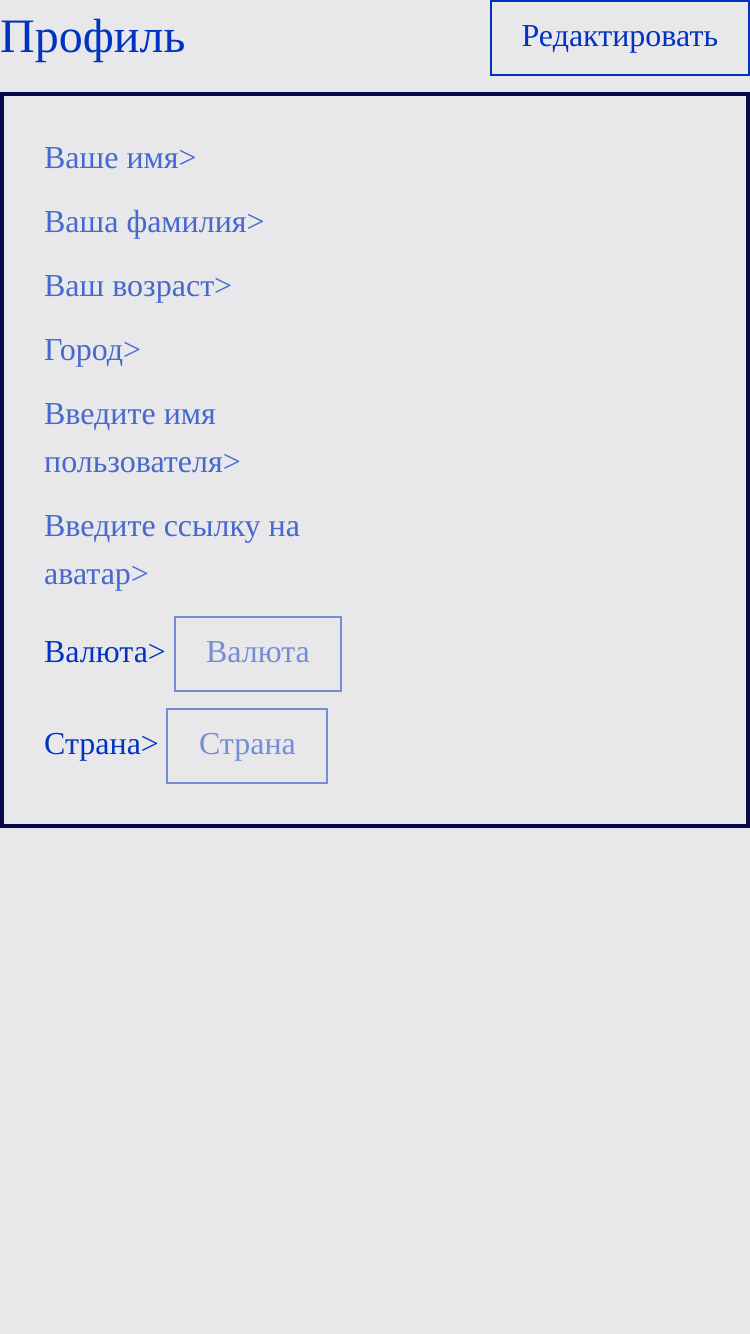 Профиль
Редактировать
Ваше имя>
Ваша фамилия>
Ваш возраст>
Город>
Введите имя
пользователя>
Введите ссылку на
аватар>
Валюта> Валюта
Страна> Страна